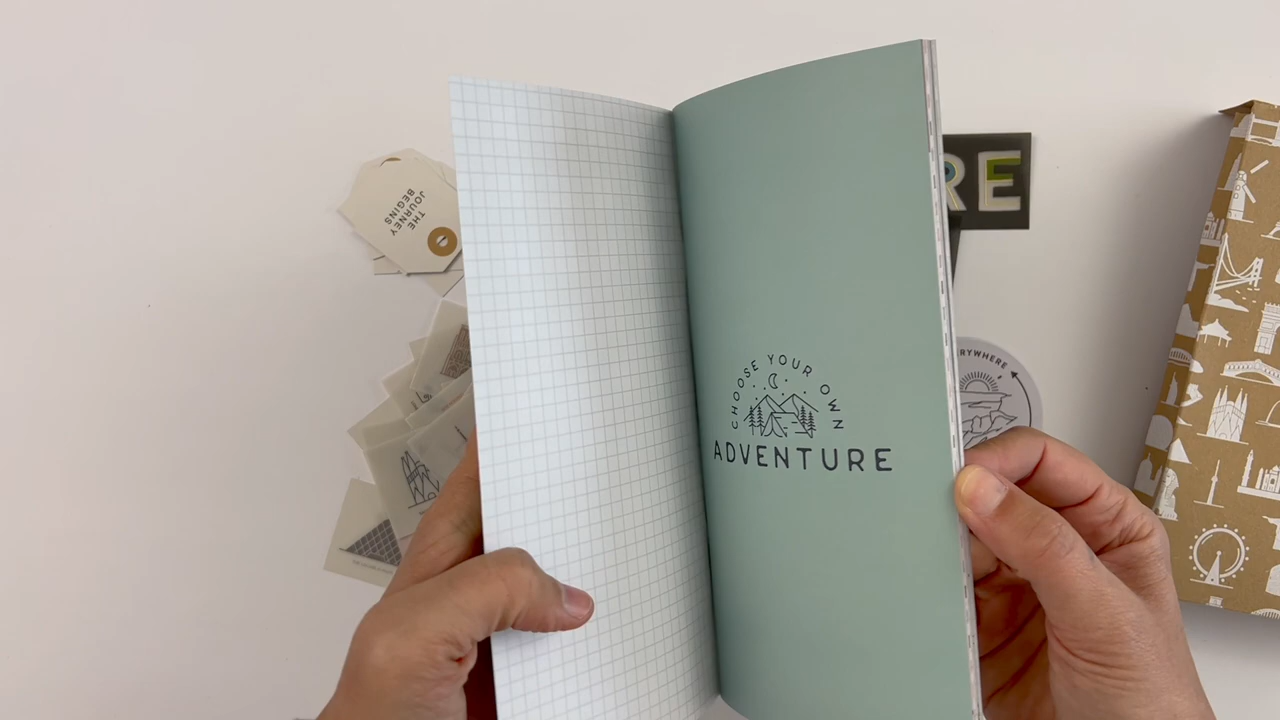 THE
JOURNEY
BEGINS
RE
CHOOSE YOUR OWN
ADVENTURE
RYWHERE